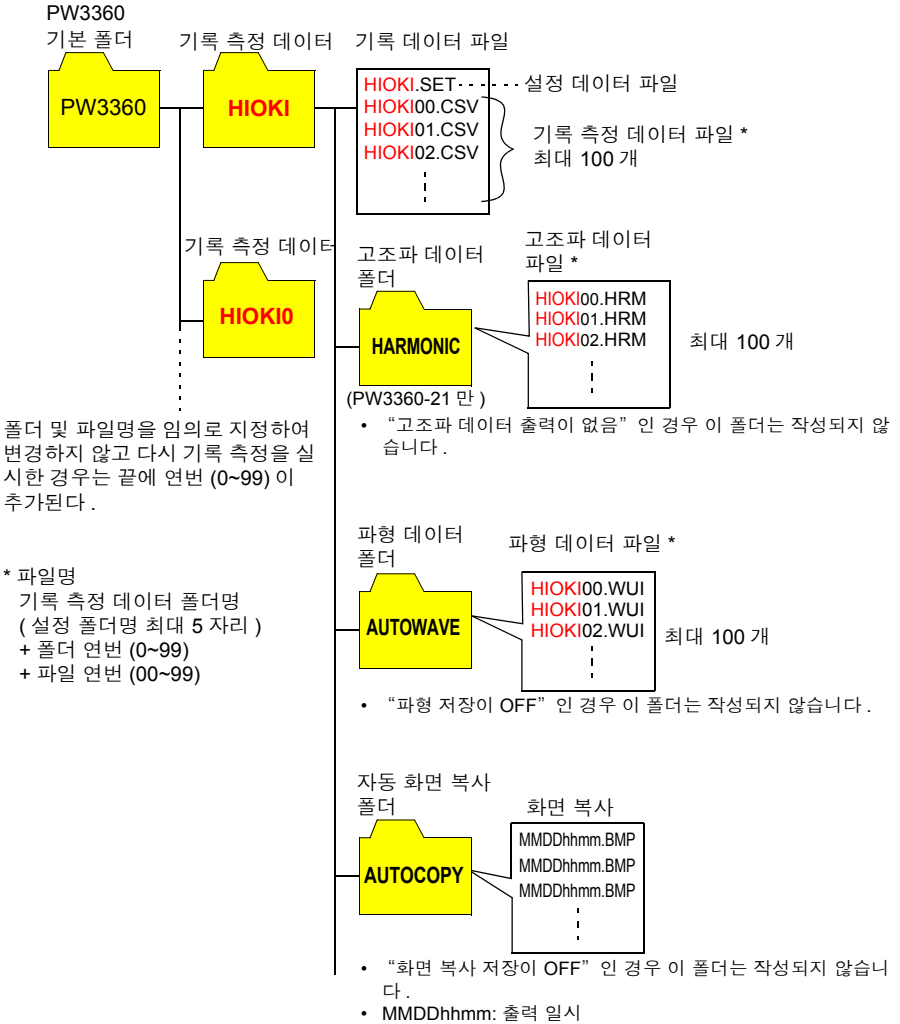 PW3360
기본 폴더
기록 측정 데이터
기록 데이터 파일
PW3360
HIOKI
HIOKI.SET
설정 데이터 파일
HIOKI00.CSV
HIOKI01.CSV
HIOKI02.CSV
기록 측정 데이터 파일 *
최대 100 개
기록 측정 데이터
HIOKI0
고조파 데이터
폴더
고조파 데이터
파일 *
HARMONIC
(PW3360-21 만 )
HIOKI00.HRM
HIOKI01.HRM
HIOKI02.HRM
최대 100 개
• “고조파 데이터 출력이 없음” 인 경우 이 폴더는 작성되지 않
습니다 .
폴더 및 파일명을 임의로 지정하여
변경하지 않고 다시 기록 측정을 실
시한 경우는 끝에 연번 (0~99) 이
추가된다 .
* 파일명
기록 측정 데이터 폴더명
( 설정 폴더명 최대 5 자리 )
+ 폴더 연번 (0~99)
+ 파일 연번 (00~99)
파형 데이터
폴더
파형 데이터 파일 *
AUTOWAVE
HIOKI00.WUI
HIOKI01.WUI
HIOKI02.WUI
최대 100 개
• “파형 저장이 OFF” 인 경우 이 폴더는 작성되지 않습니다 .
자동 화면 복사
폴더
화면 복사
AUTOCOPY
MMDDhhmm.BMP
MMDDhhmm.BMP
MMDDhhmm.BMP
• “화면 복사 저장이 OFF” 인 경우 이 폴더는 작성되지 않습니
다 .
• MMDDhhmm: 출력 일시